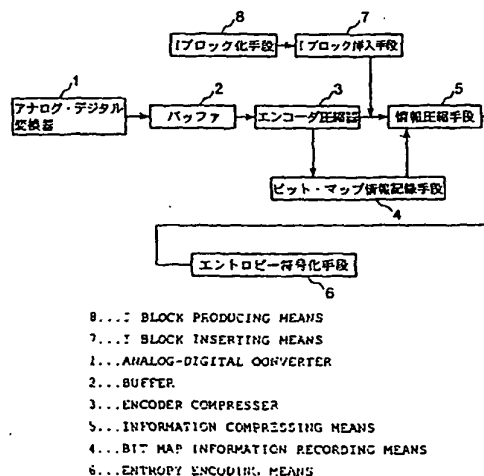 8
7
Iブロック化手段
Iブロック挿入手段
1
2
3
5
アナログ・デジタル
変換器
バッファ
エンコーダ圧縮器
情報圧縮手段
ビット・マップ情報記録手段
4
エントロピー符号化手段
6
8...I BLOCK PRODUCING MEANS
7...I BLOCK INSERTING MEANS
1...ANALOG-DIGITAL CONVERTER
2...BUFFER
3...ENCODER COMPRESSER
5...INFORMATION COMPRESSING MEANS
4...BIT MAP INFORMATION RECORDING MEANS
6...ENTROPY ENCODING MEANS